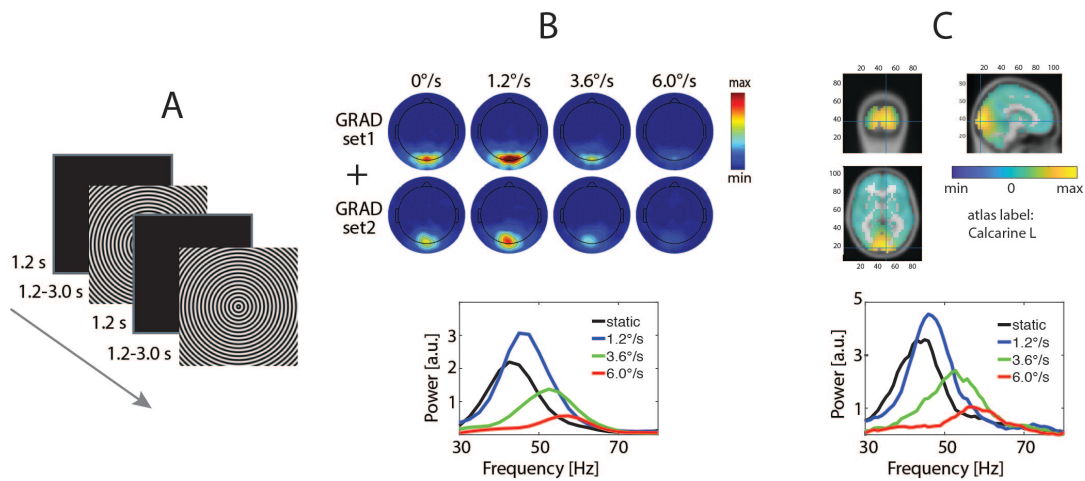 A
1.2 s
1.2-3.0 s
1.2 s
1.2-3.0 s
B
0°/s 1.2°/s 3.6°/s 6.0°/s
GRAD
set1
+
GRAD
set2
max
min
Power [a.u.]
3
2
1
static
1.2°/s
3.6°/s
6.0°/s
30 50 70
Frequency [Hz]
C
20 40 60 80
80
60
40
20
20 40 60 80 100
80
60
40
20
100
80
60
40
20
20 40 60 80
min 0 max
atlas label:
Calcarine L
Power [a.u.]
5
3
1
static
1.2°/s
3.6°/s
6.0°/s
30 50 70
Frequency [Hz]